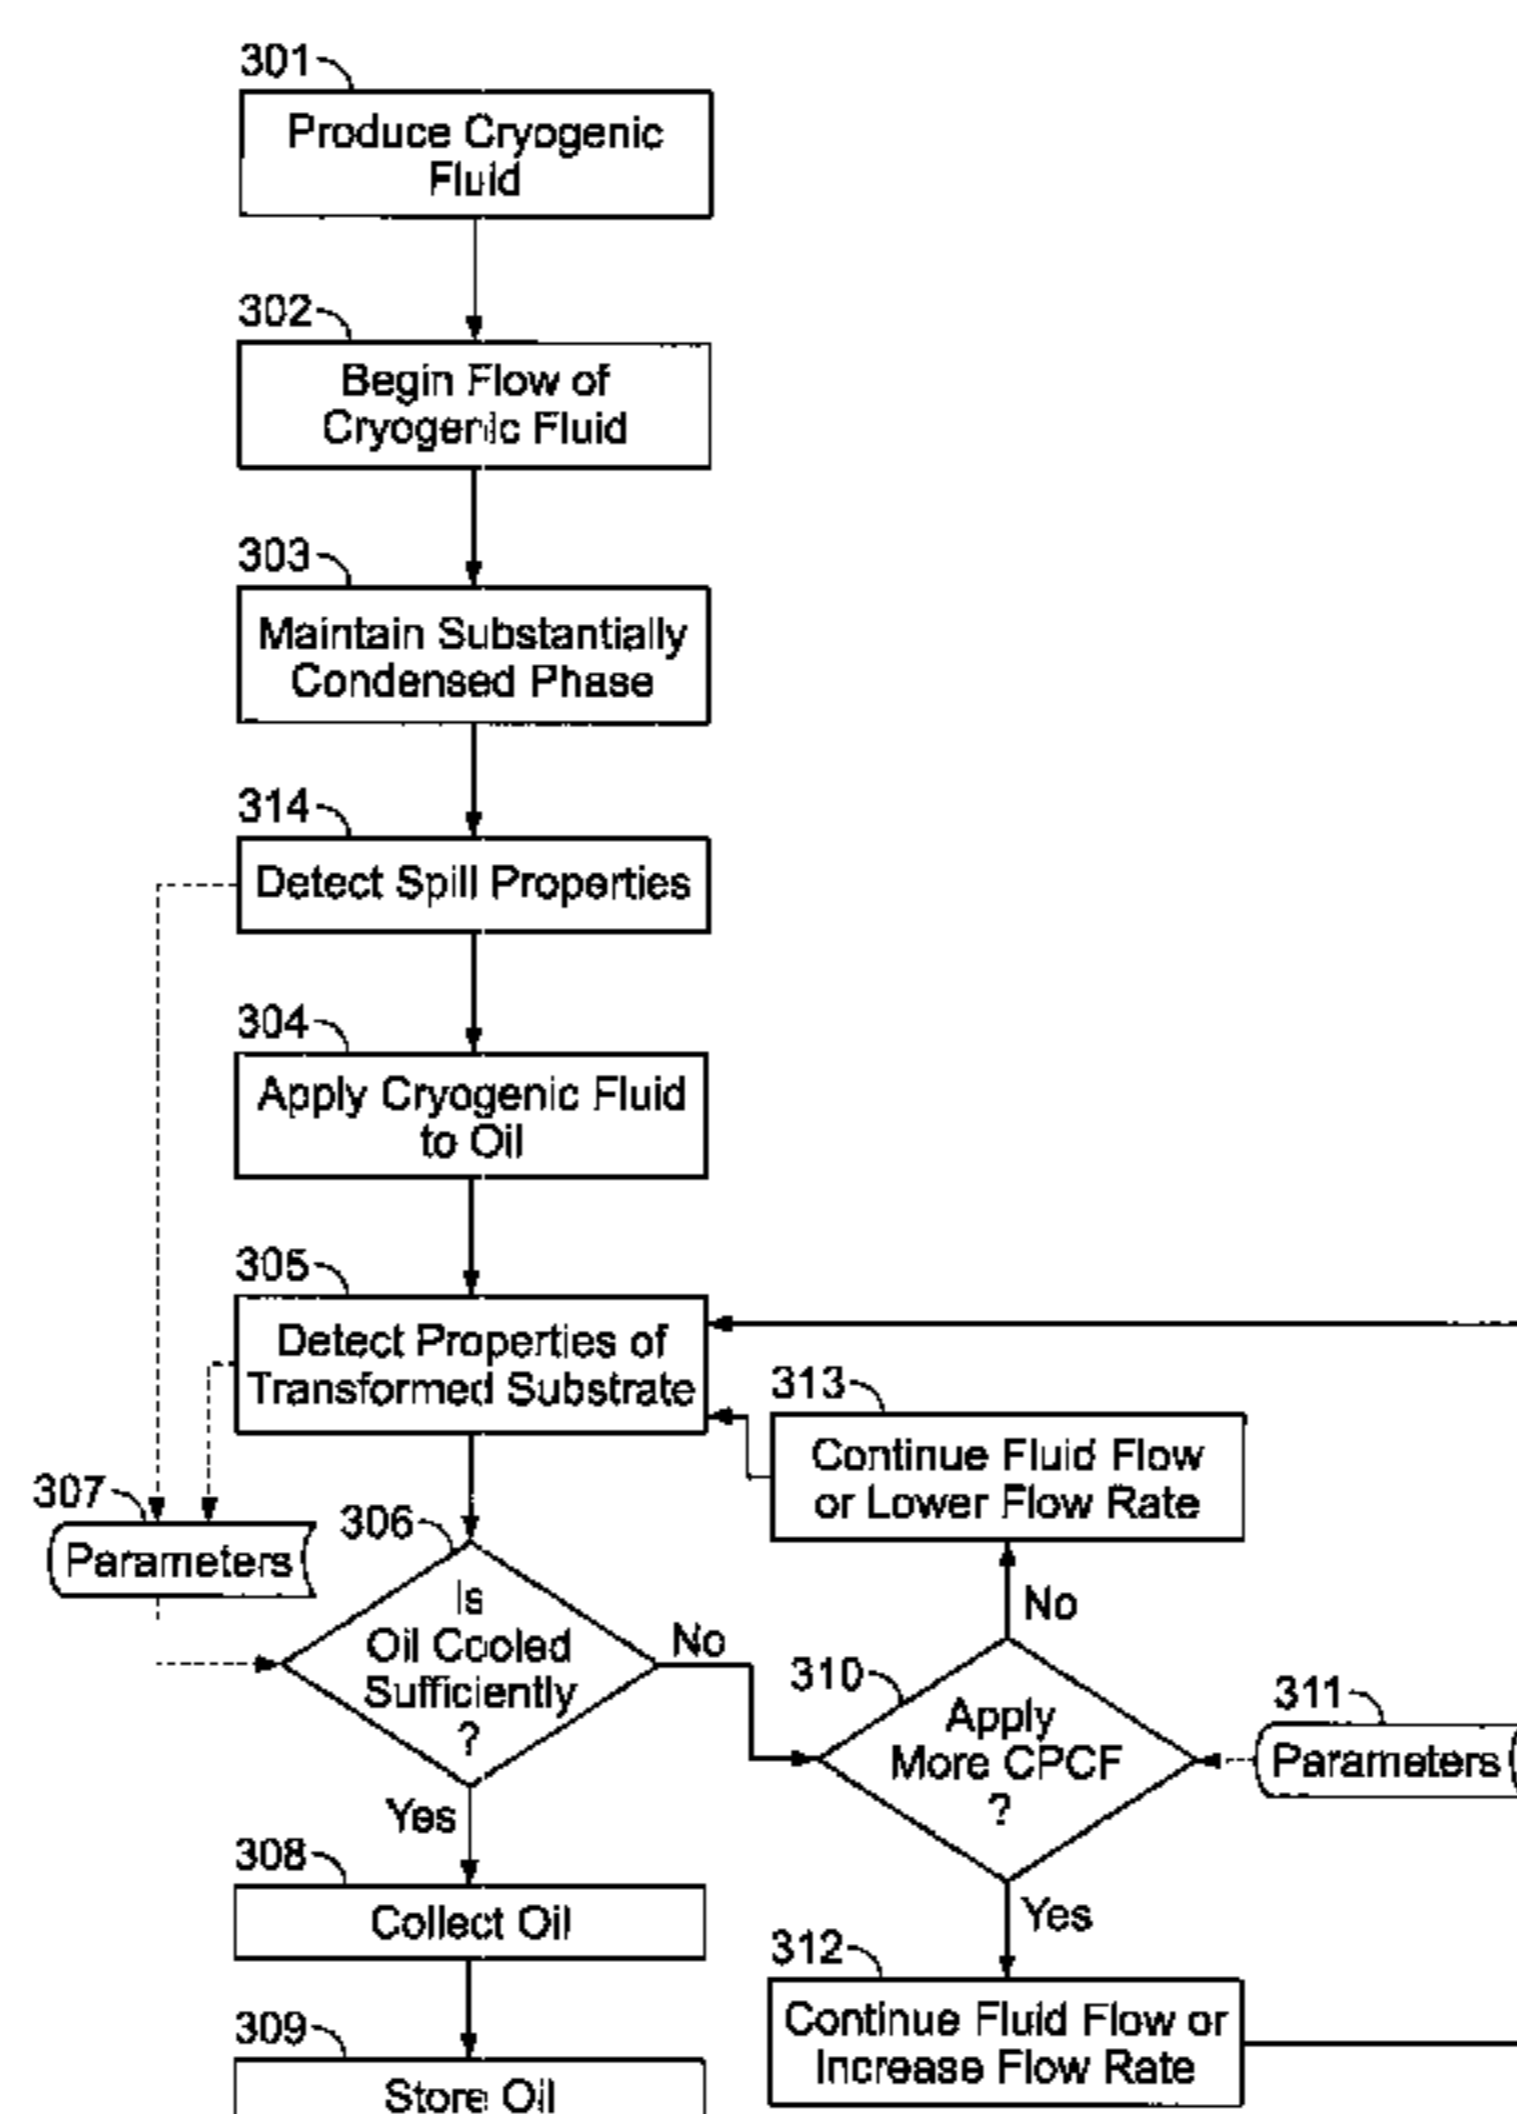 301
Produce Cryogenic
Fluid
302
Begin Flow of
Cryogenic Fluid
303
Maintain Substantially
Condensed Phase
314
Detect Spill Properties
304
Apply Cryogenic Fluid
to Oil
305
Detect Properties of
Transformed Substrate
313
Continue Fluid Flow
or Lower Flow Rate
307
Parameters
306
Is
Oil Cooled
Sufficiently
?
No
No
310
Apply
More CPCF
?
311
Parameters
Yes
308
Collect Oil
Yes
312
Continue Fluid Flow or
Increase Flow Rate
309
Store Oil